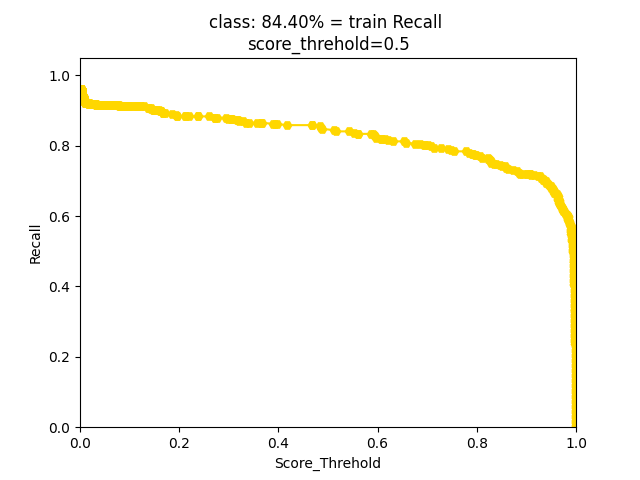 class: 84.40% = train Recall
score_threhold=0.5
1.0
0.8
0.6
0.4
0.2
0.0
Recall
0.0 0.2 0.4 0.6 0.8 1.0
Score_Threhold